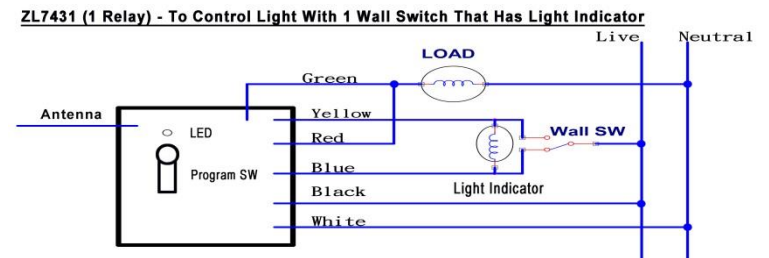 ZL7431 (1 Relay) - To Control Light With 1 Wall Switch That Has Light Indicator
Live Neutral
LOAD
Green
Antenna
Yellow
LED
Red
Wall SW
Blue
Program SW
Light Indicator
Black
White